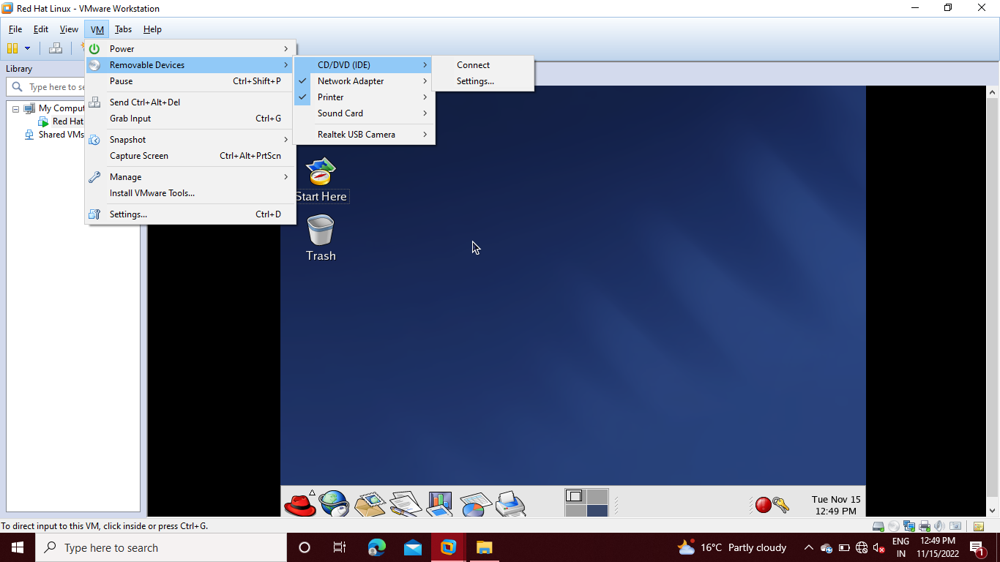 Red Hat Linux - VMware Workstation
File Edit View VM Tabs Help
Library
Type here to se
My Comput
Red Hat
Shared VMs
Power
Removable Devices
Pause Ctrl+Shift+P
Send Ctrl+Alt+Del
Grab Input Ctrl+G
Snapshot
Capture Screen Ctrl+Alt+PrtScn
Manage
Install VMware Tools...
Settings... Ctrl+D
CD/DVD (IDE)
Network Adapter
Printer
Sound Card
Realtek USB Camera
Connect
Settings...
Start Here
Trash
Tue Nov 15
12:49 PM
To direct input to this VM, click inside or press Ctrl+G.
Type here to search
16°C Partly cloudy
ENG
IN
12:49 PM
11/15/2022
1